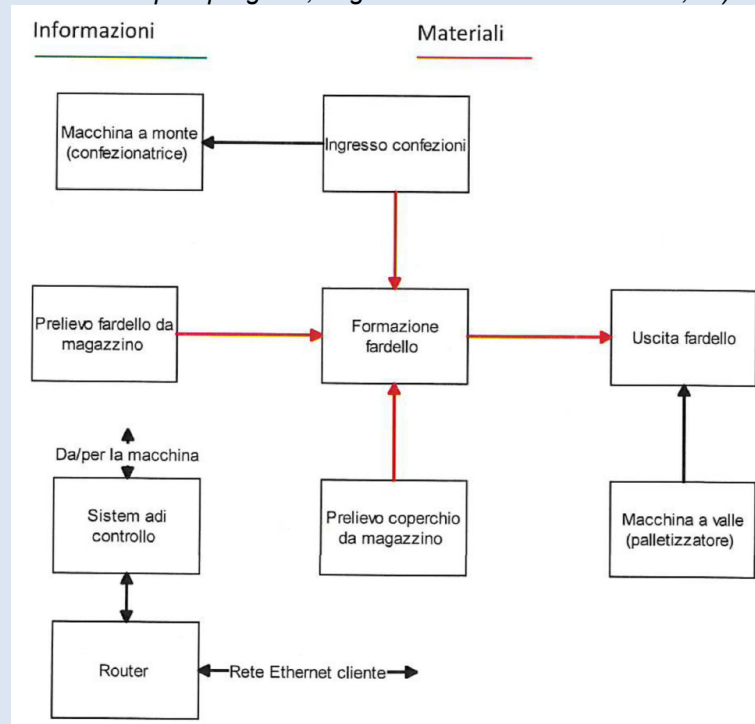 Informazioni
Materiali
Macchina a monte
(confezionatrice)
Ingresso confezioni
Prelievo fardello da
magazzino
Formazione
fardello
Uscita fardello
Da/per la macchina
Sistem adi
controllo
Prelievo coperchio
da magazzino
Macchina a valle
(palletizzatore)
Router
Rete Ethernet cliente